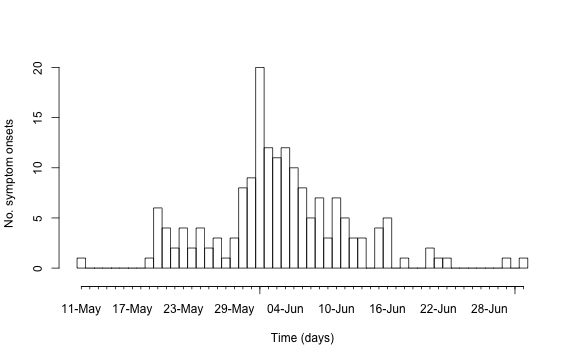 No. symptom onsets
20
15
10
5
0
11-May 17-May 23-May 29-May 04-Jun 10-Jun 16-Jun 22-Jun 28-Jun
Time (days)